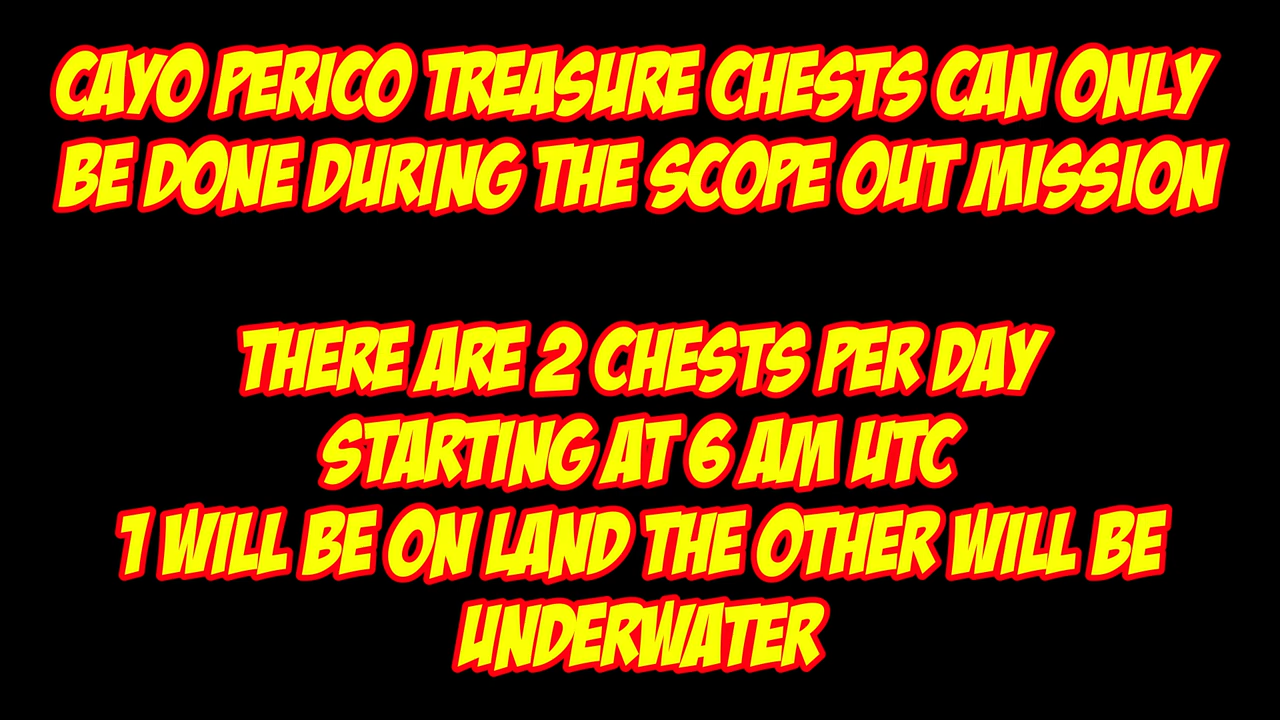 CAYO PERICO TREASURE CHESTS CAN ONLY
BE DONE DURING THE SCOPE OUT MISSION
THERE ARE 2 CHESTS PER DAY
STARTING AT 6 AM UTC
1 WILL BE ON LAND THE OTHER WILL BE
UNDERWATER